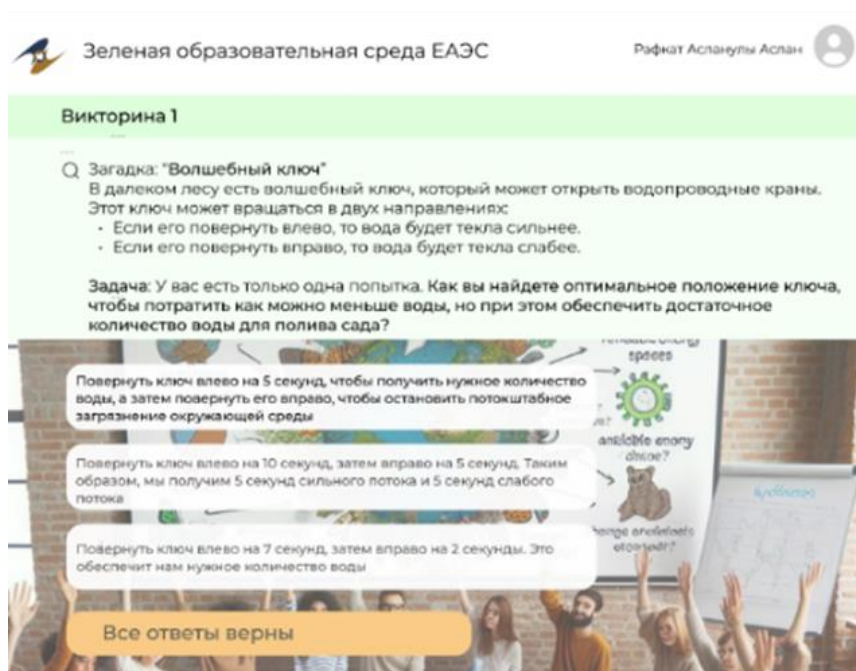 Зеленая образовательная среда ЕАЭС
Рафкат Асланулы Аслан
Викторина 1
Загадка: "Волшебный ключ"
В далеком лесу есть волшебный ключ, который может открыть водопроводные краны.
Этот ключ может вращаться в двух направлениях:
• Если его повернуть влево, то вода будет текла сильнее.
• Если его повернуть вправо, то вода будет текла слабее.
Задача: У вас есть только одна попытка. Как вы найдете оптимальное положение ключа,
чтобы потратить как можно меньше воды, но при этом обеспечить достаточное
количество воды для полива сада?
spaces
Повернуть ключ влево на 5 секунд, чтобы получить нужное количество
воды, а затем повернуть его вправо, чтобы остановить потокштабное
загрязнение окружающей среды
Повернуть ключ влево на 10 секунд, затем вправо на 5 секунд. Таким
образом, мы получим 5 секунд сильного потока и 5 секунд слабого
потока
Повернуть ключ влево на 7 секунд, затем вправо на 2 секунды. Это
обеспечит нам нужное количество воды
Все ответы верны